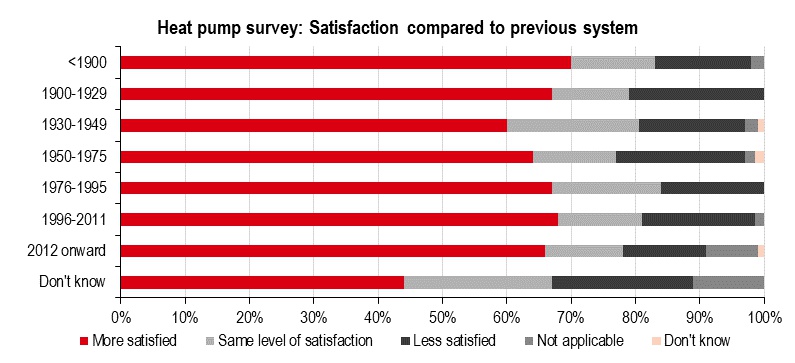 Heat pump survey: Satisfaction compared to previous system
<1900
1900-1929
1930-1949
1950-1975
1976-1995
1996-2011
2012 onward
Don't know
0% 10% 20% 30% 40% 50% 60% 70% 80% 90% 100%
More satisfied Same level of satisfaction Less satisfied Not applicable Don't know